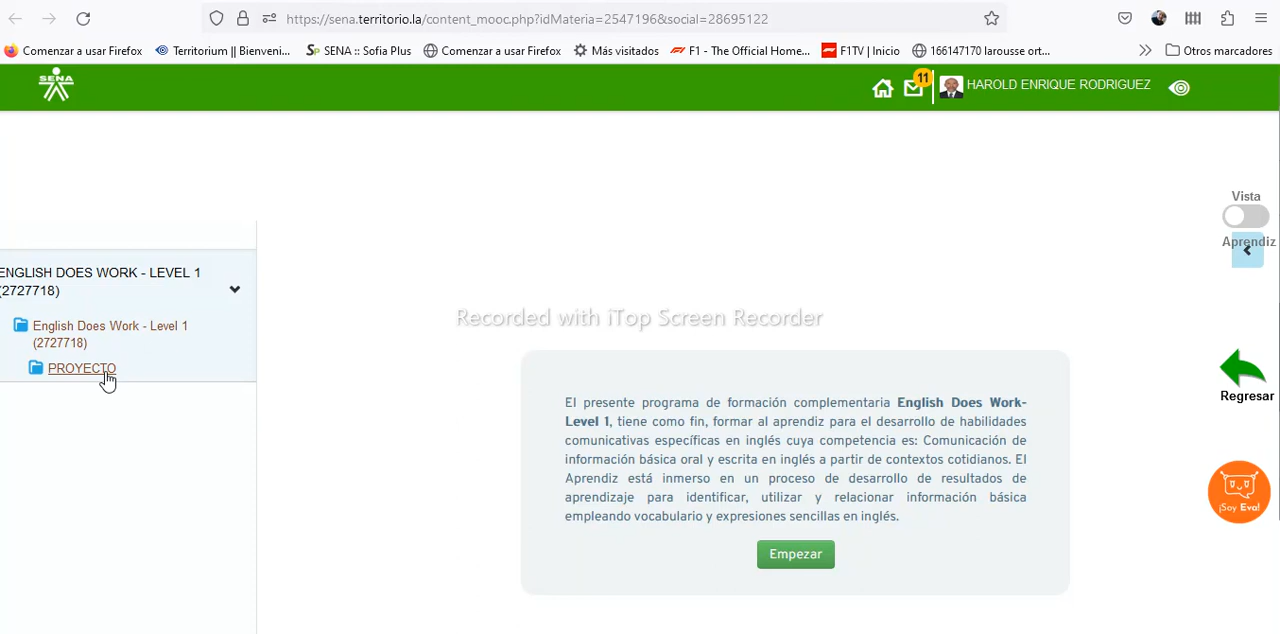 https://sena.territorio.la/content_mooc.php?idMateria=2547196&social=28695122
Comenzar a usar Firefox
Territorium || Bienveni...
SENA :: Sofia Plus
Comenzar a usar Firefox
Más visitados
F1 - The Official Home...
F1TV | Inicio
166147170 larousse ort...
Otros marcadores
SENA
11
HAROLD ENRIQUE RODRIGUEZ
Vista
Aprendiz
ENGLISH DOES WORK - LEVEL 1
(2727718)
English Does Work - Level 1
(2727718)
PROYECTO
Recorded with iTop Screen Recorder
El presente programa de formación complementaria English Does Work-
Level 1, tiene como fin, formar al aprendiz para el desarrollo de habilidades
comunicativas específicas en inglés cuya competencia es: Comunicación de
información básica oral y escrita en inglés a partir de contextos cotidianos. El
Aprendiz está inmerso en un proceso de desarrollo de resultados de
aprendizaje para identificar, utilizar y relacionar información básica
empleando vocabulario y expresiones sencillas en inglés.
Empezar
Regresar
¡Soy Eva!